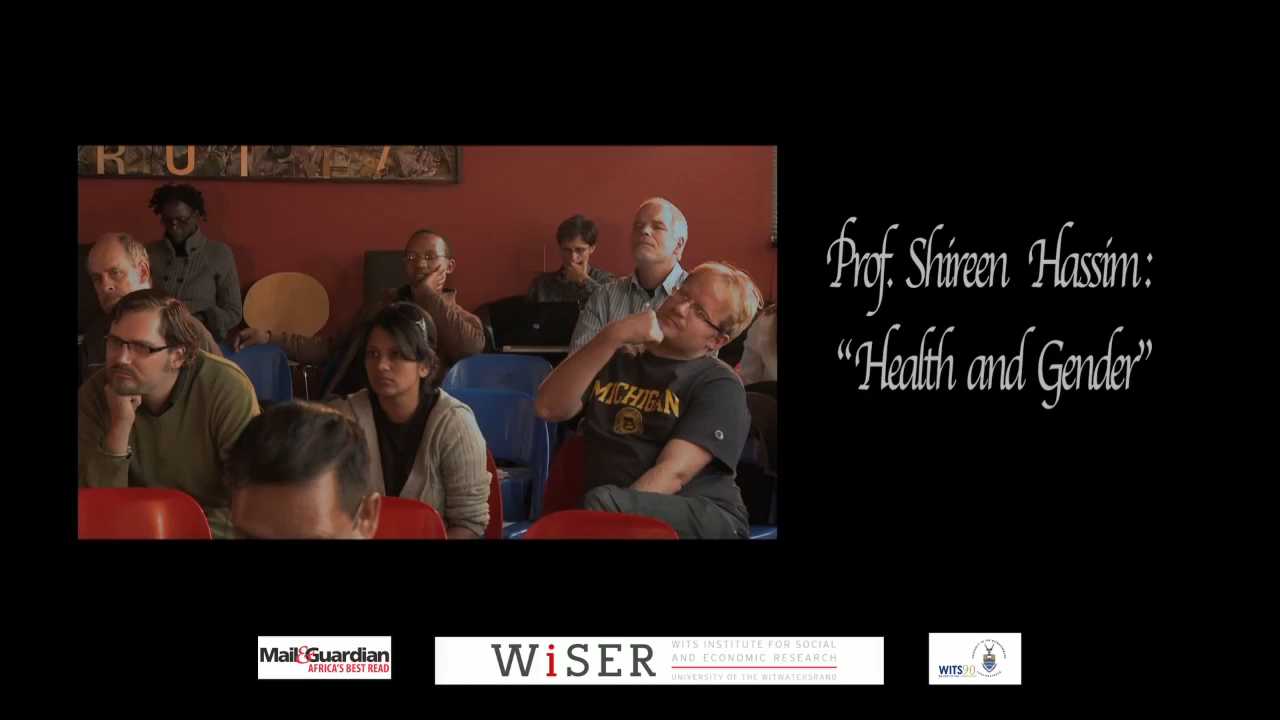 Prof. Shireen Hassim:
“Health and Gender”
MICHIGAN
Mail&Guardian
AFRICA'S BEST READ
WiSER
WITS INSTITUTE FOR SOCIAL
AND ECONOMIC RESEARCH
UNIVERSITY OF THE WITWATERSRAND
WITS90